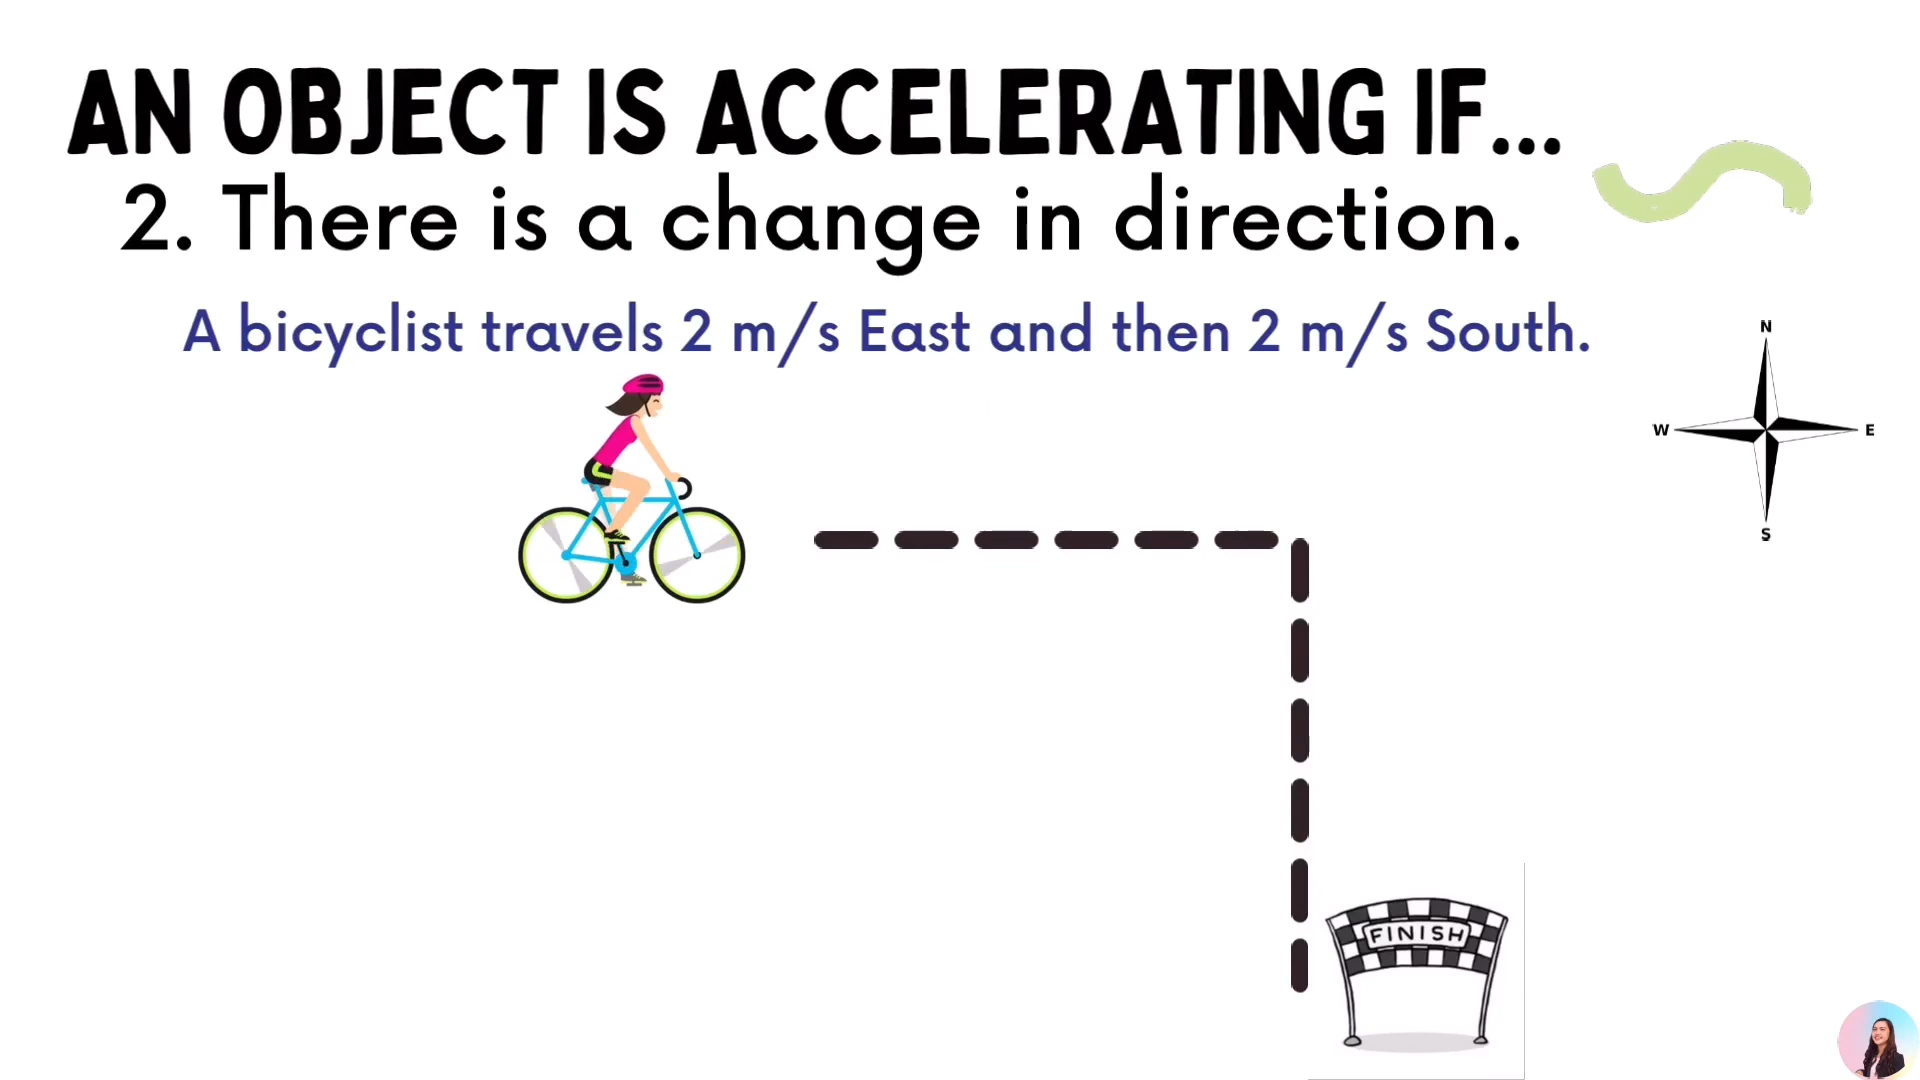 AN OBJECT IS ACCELERATING IF...
2. There is a change in direction.
A bicyclist travels 2 m/s East and then 2 m/s South.
N
W E
S
FINISH